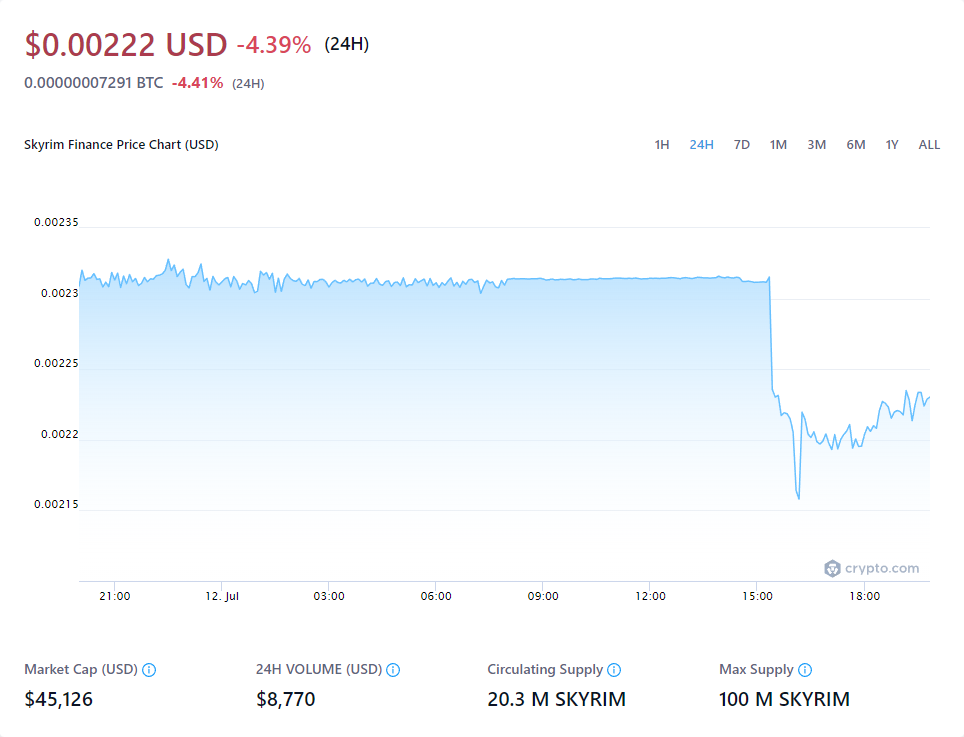 $0.00222 USD -4.39% (24H)
0.00000007291 BTC -4.41% (24H)
Skyrim Finance Price Chart (USD) 1H 24H 7D 1M 3M 6M 1Y ALL
0.00235
0.0023
0.00225
0.0022
0.00215
crypto.com
21:00 12. Jul 03:00 06:00 09:00 12:00 15:00 18:00
Market Cap (USD) 24H VOLUME (USD) Circulating Supply Max Supply
$45,126 $8,770 20.3 M SKYRIM 100 M SKYRIM